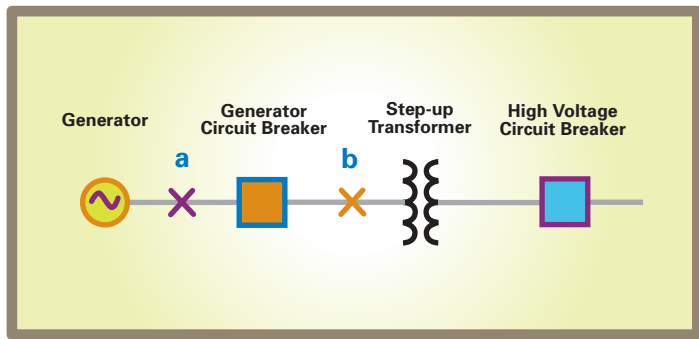 Generator
Generator
Circuit Breaker
Step-up
Transformer
High Voltage
Circuit Breaker
a
b